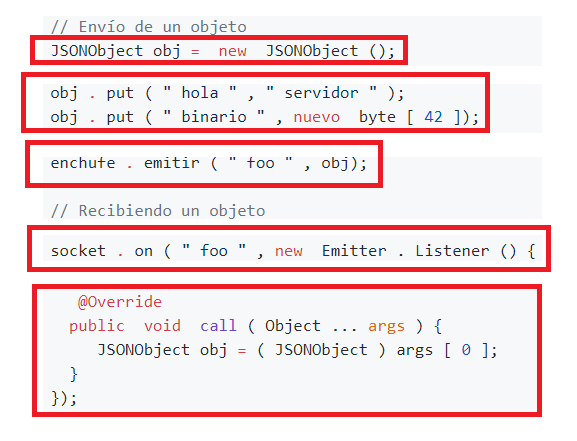 // Envío de un objeto
JSONObject obj =  new  JSONObject ();
obj . put ( " hola " , " servidor " );
obj . put ( " binario " , nuevo  byte [ 42 ]);
enchufe . emitir ( " foo " , obj);
// Recibiendo un objeto
socket . on ( " foo " , new  Emitter . Listener () {
@Override
public  void  call ( Object ... args ) {
JSONObject obj = ( JSONObject ) args [ 0 ];
}
});